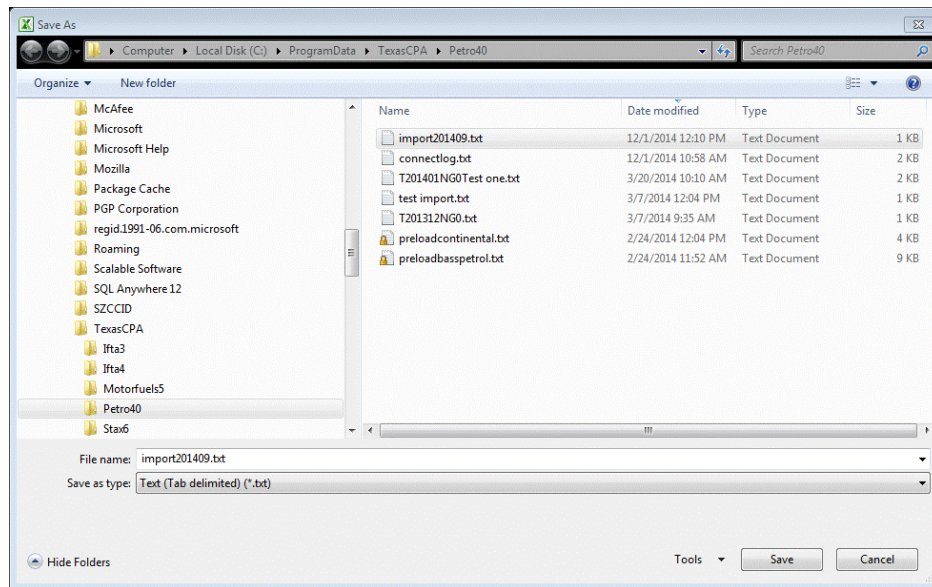 Save As
Computer Local Disk (C:) ProgramData TexasCPA Petro40 Search Petro40
Organize New folder
McAfee
Microsoft
Microsoft Help
Mozilla
Package Cache
PGP Corporation
regid.1991-06.com.microsoft
Roaming
Scalable Software
SQL Anywhere 12
SZCCID
TexasCPA
Ifta3
Ifta4
Motorfuels5
Petro40
Stax6
Name Date modified Type Size
import201409.txt 12/1/2014 12:10 PM Text Document 1 KB
connectlog.txt 12/1/2014 10:58 AM Text Document 2 KB
T201401NG0Test one.txt 3/20/2014 10:10 AM Text Document 2 KB
test import.txt 3/7/2014 12:04 PM Text Document 1 KB
T201312NG0.txt 3/7/2014 9:35 AM Text Document 1 KB
preloadcontinental.txt 2/24/2014 12:04 PM Text Document 4 KB
preloadbasspetrol.txt 2/24/2014 11:52 AM Text Document 9 KB
File name: import201409.txt
Save as type: Text (Tab delimited) (*.txt)
Hide Folders Tools Save Cancel